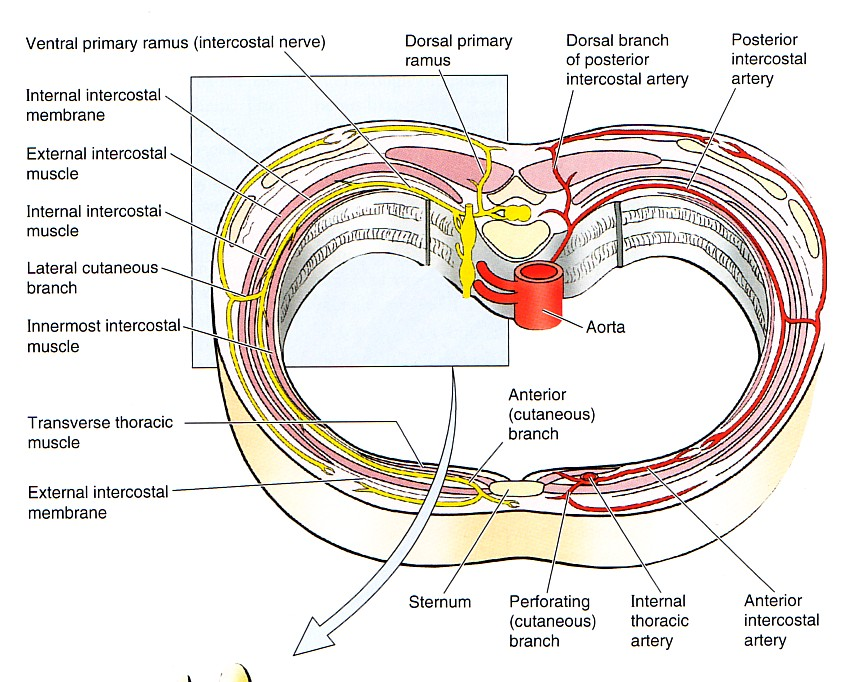 Ventral primary ramus (intercostal nerve)
Dorsal primary
ramus
Dorsal branch
of posterior
intercostal artery
Posterior
intercostal
artery
Internal intercostal
membrane
External intercostal
muscle
Internal intercostal
muscle
Lateral cutaneous
branch
Innermost intercostal
muscle
Aorta
Transverse thoracic
muscle
Anterior
(cutaneous)
branch
External intercostal
membrane
Sternum
Perforating
(cutaneous)
branch
Internal
thoracic
artery
Anterior
intercostal
artery